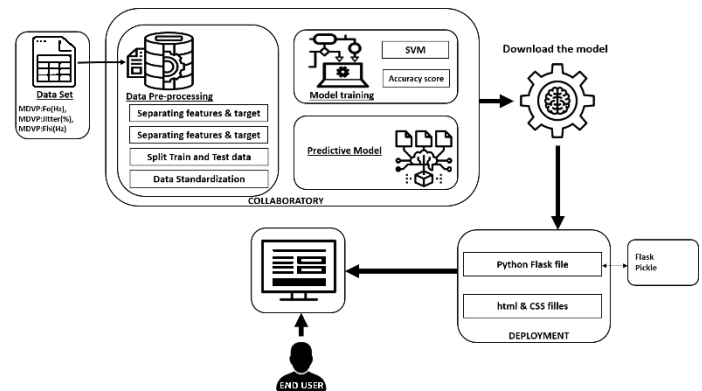 Data Set
MDVP:Fo(Hz),
MDVP:Jitter(%),
MDVP:Fhi(Hz)
Data Pre-processing
Separating features & target
Separating features & target
Split Train and Test data
Data Standardization
SVM
Accuracy score
Model training
Predictive Model
COLLABORATORY
Download the model
Python Flask file
html & CSS filles
DEPLOYMENT
Flask
Pickle
END USER